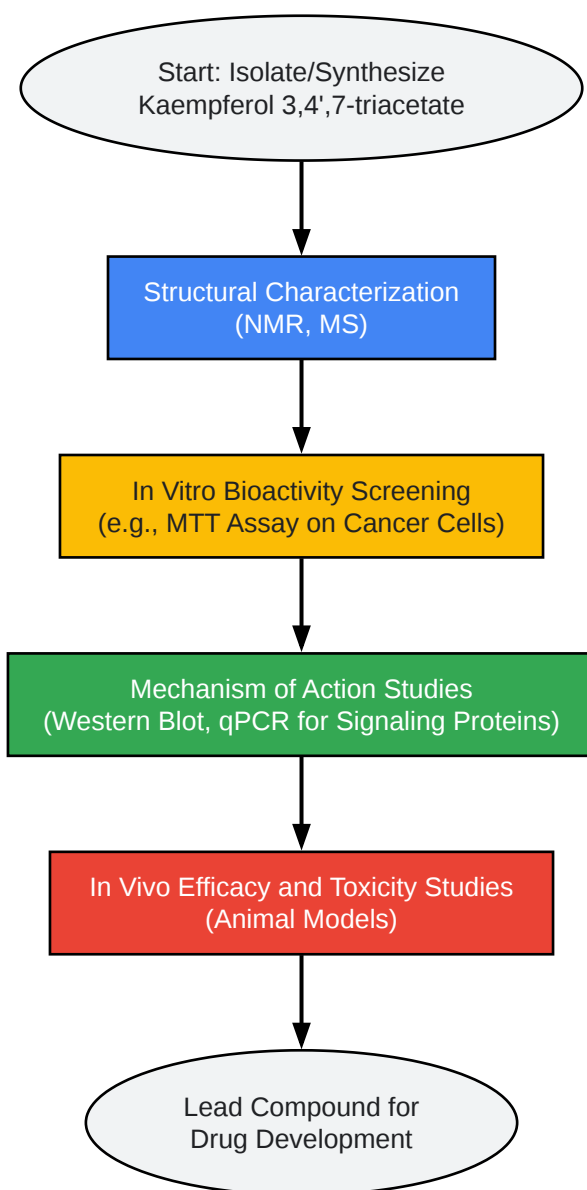 Start: Isolate/Synthesize
Kaempferol 3,4',7-triacetate
Structural Characterization
(NMR, MS)
In Vitro Bioactivity Screening
(e.g., MTT Assay on Cancer Cells)
Mechanism of Action Studies
(Western Blot, qPCR for Signaling Proteins)
In Vivo Efficacy and Toxicity Studies
(Animal Models)
Lead Compound for
Drug Development